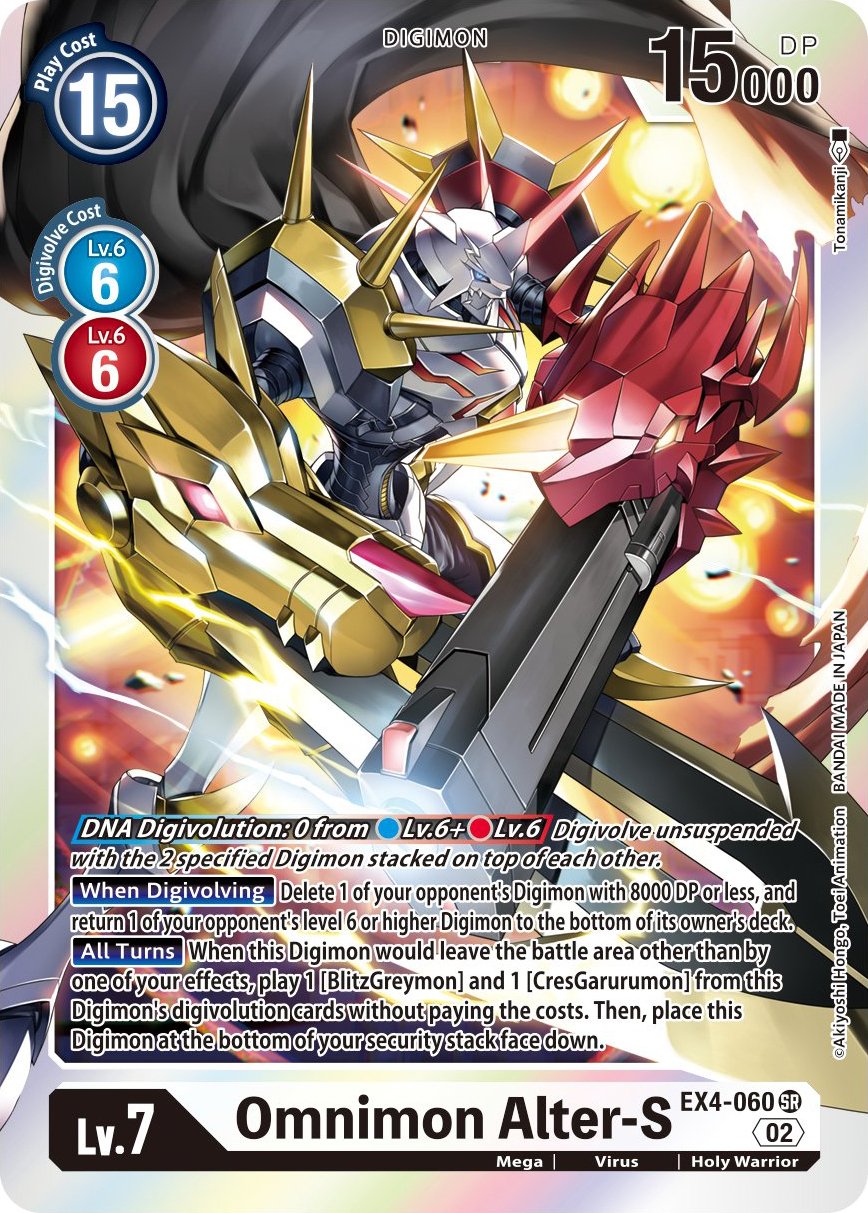 Play Cost
15
DIGIMON
15000
DP
Digivolve Cost
Lv.6
6
Lv.6
6
Tonamikanji
DNA Digivolution: 0 from Lv.6+ Lv.6 Digivolve unsuspended
with the 2 specified Digimon stacked on top of each other.
When Digivolving Delete 1 of your opponent's Digimon with 8000 DP or less, and
return 1 of your opponent's level 6 or higher Digimon to the bottom of its owner's deck.
All Turns When this Digimon would leave the battle area other than by
one of your effects, play 1 [BlitzGreymon] and 1 [CresGarurumon] from this
Digimon's digivolution cards without paying the costs. Then, place this
Digimon at the bottom of your security stack face down.
©Akiyoshi Hongo, Toei Animation BANDAI MADE IN JAPAN
Lv.7
Omnimon Alter-S
EX4-060 SR
02
Mega | Virus | Holy Warrior